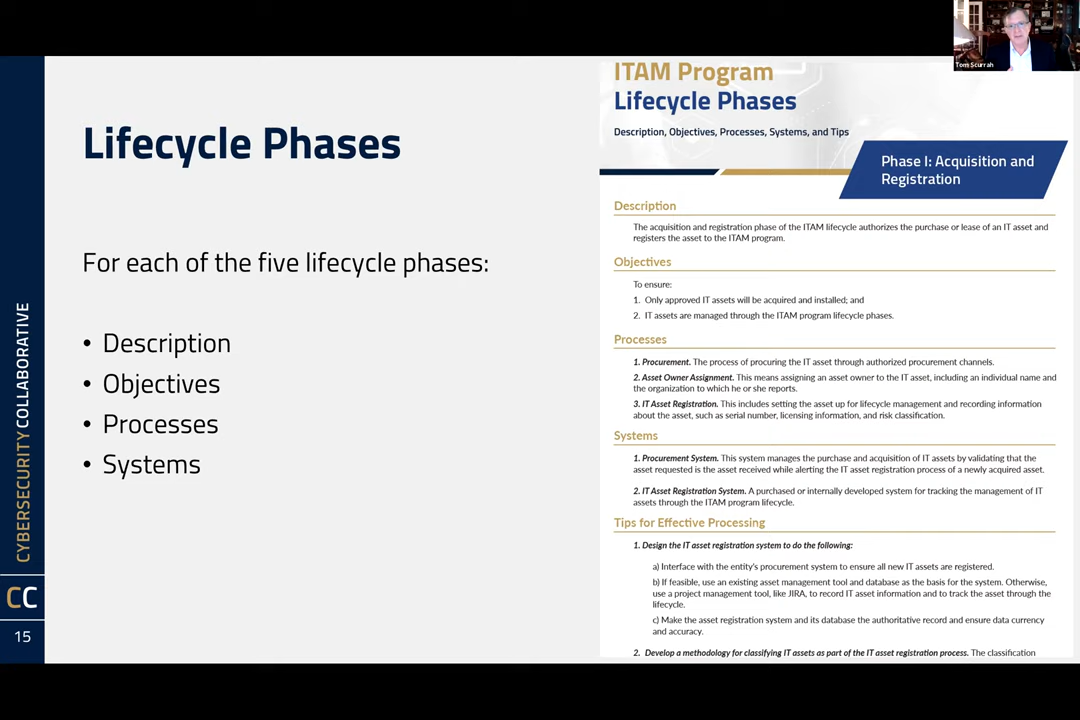 Tom Scurrah
Lifecycle Phases
For each of the five lifecycle phases:
• Description
• Objectives
• Processes
• Systems
CYBERSECURITY COLLABORATIVE
CC
15
ITAM Program
Lifecycle Phases
Description, Objectives, Processes, Systems, and Tips
Phase I: Acquisition and
Registration
Description
The acquisition and registration phase of the ITAM lifecycle authorizes the purchase or lease of an IT asset and
registers the asset to the ITAM program.
Objectives
To ensure:
1. Only approved IT assets will be acquired and installed; and
2. IT assets are managed through the ITAM program lifecycle phases.
Processes
1. Procurement. The process of procuring the IT asset through authorized procurement channels.
2. Asset Owner Assignment. This means assigning an asset owner to the IT asset, including an individual name and
the organization to which he or she reports.
3. IT Asset Registration. This includes setting the asset up for lifecycle management and recording information
about the asset, such as serial number, licensing information, and risk classification.
Systems
1. Procurement System. This system manages the purchase and acquisition of IT assets by validating that the
asset requested is the asset received while alerting the IT asset registration process of a newly acquired asset.
2. IT Asset Registration System. A purchased or internally developed system for tracking the management of IT
assets through the ITAM program lifecycle.
Tips for Effective Processing
1. Design the IT asset registration system to do the following:
a) Interface with the entity's procurement system to ensure all new IT assets are registered.
b) If feasible, use an existing asset management tool and database as the basis for the system. Otherwise,
use a project management tool, like JIRA, to record IT asset information and to track the asset through the
lifecycle.
c) Make the asset registration system and its database the authoritative record and ensure data currency
and accuracy.
2. Develop a methodology for classifying IT assets as part of the IT asset registration process. The classification